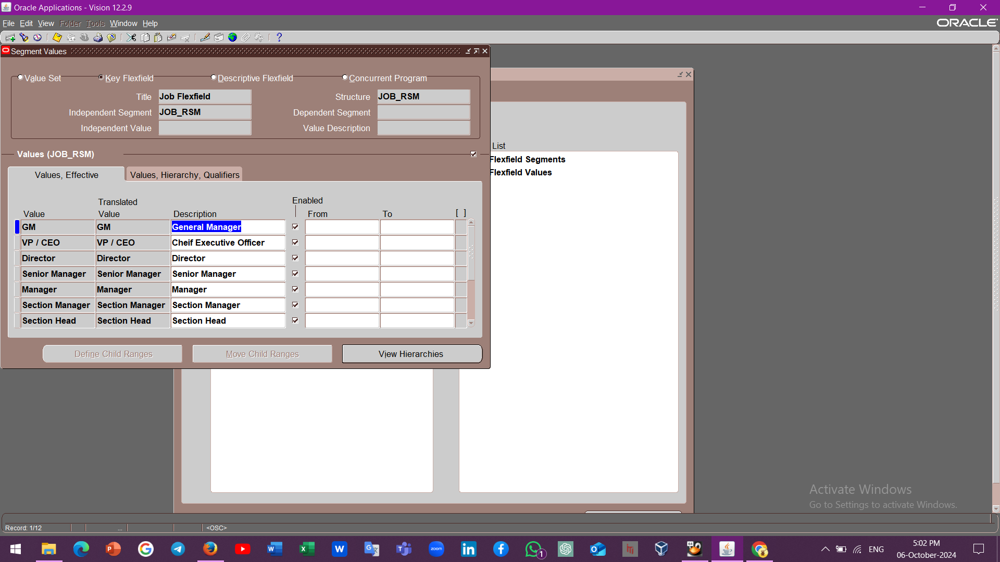 Oracle Applications - Vision 12.2.9
File Edit View Folder Tools Window Help
ORACLE
Segment Values
Value Set Key Flexfield Descriptive Flexfield Concurrent Program
Title Job Flexfield Structure JOB_RSM
Independent Segment JOB_RSM Dependent Segment
Independent Value Value Description
List
Values (JOB_RSM)
Flexfield Segments
Flexfield Values
Values, Effective Values, Hierarchy, Qualifiers
Translated Enabled
Value Value Description From To [ ]
GM GM General Manager
VP / CEO VP / CEO Cheif Executive Officer
Director Director Director
Senior Manager Senior Manager Senior Manager
Manager Manager Manager
Section Manager Section Manager Section Manager
Section Head Section Head Section Head
Define Child Ranges Move Child Ranges View Hierarchies
Activate Windows
Go to Settings to activate Windows.
Record: 1/12 ... <OSC>
zoom
1
64
ENG
5:02 PM
06-October-2024